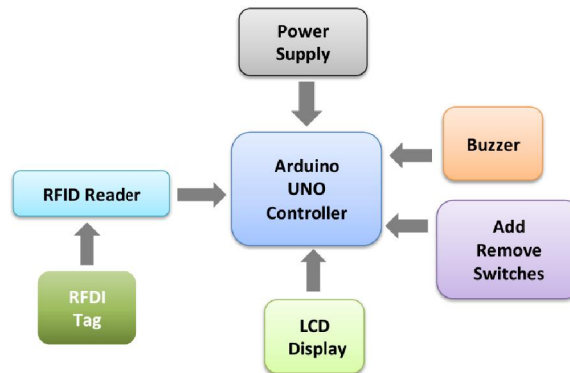 Power
Supply
Arduino
UNO
Controller
Buzzer
RFID Reader
Add
Remove
Switches
RFDI
Tag
LCD
Display